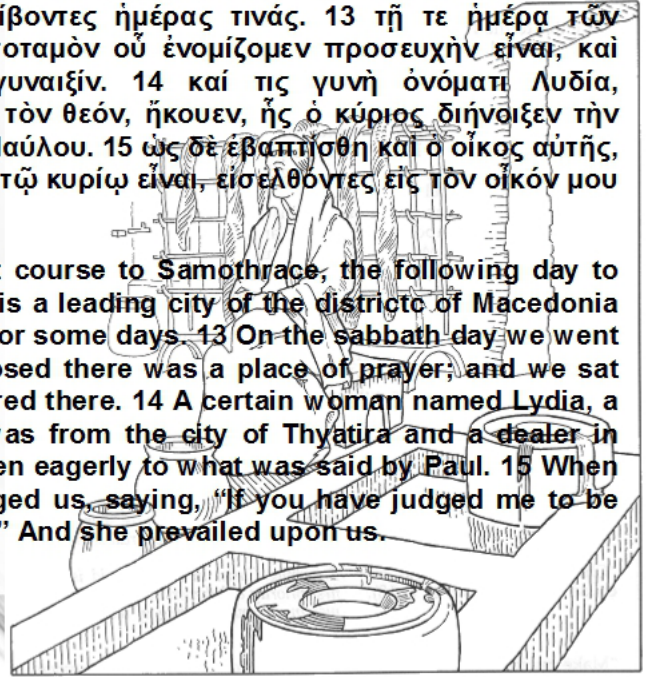 ίβοντες ἡμέρας τινάς. 13 τῇ τε ἡμέρᾳ τῶν
ποταμὸν οὗ ἐνομίζομεν προσευχὴν εἶναι, καὶ
γυναιξίν. 14 καί τις γυνὴ ὀνόματι Λυδία,
τὸν θεόν, ἤκουεν, ἧς ὁ κύριος διήνοιξεν τὴν
Παύλου. 15 ὡς δὲ ἐβαπτίσθη καὶ ὁ οἶκος αὐτῆς,
τῷ κυρίῳ εἶναι, εἰσελθόντες εἰς τὸν οἶκόν μου
course to Samothrace, the following day to
is a leading city of the districtc of Macedonia
or some days. 13 On the sabbath day we went
osed there was a place of prayer; and we sat
red there. 14 A certain woman named Lydia, a
was from the city of Thyatira and a dealer in
en eagerly to what was said by Paul. 15 When
ged us, saying, “If you have judged me to be
” And she prevailed upon us.